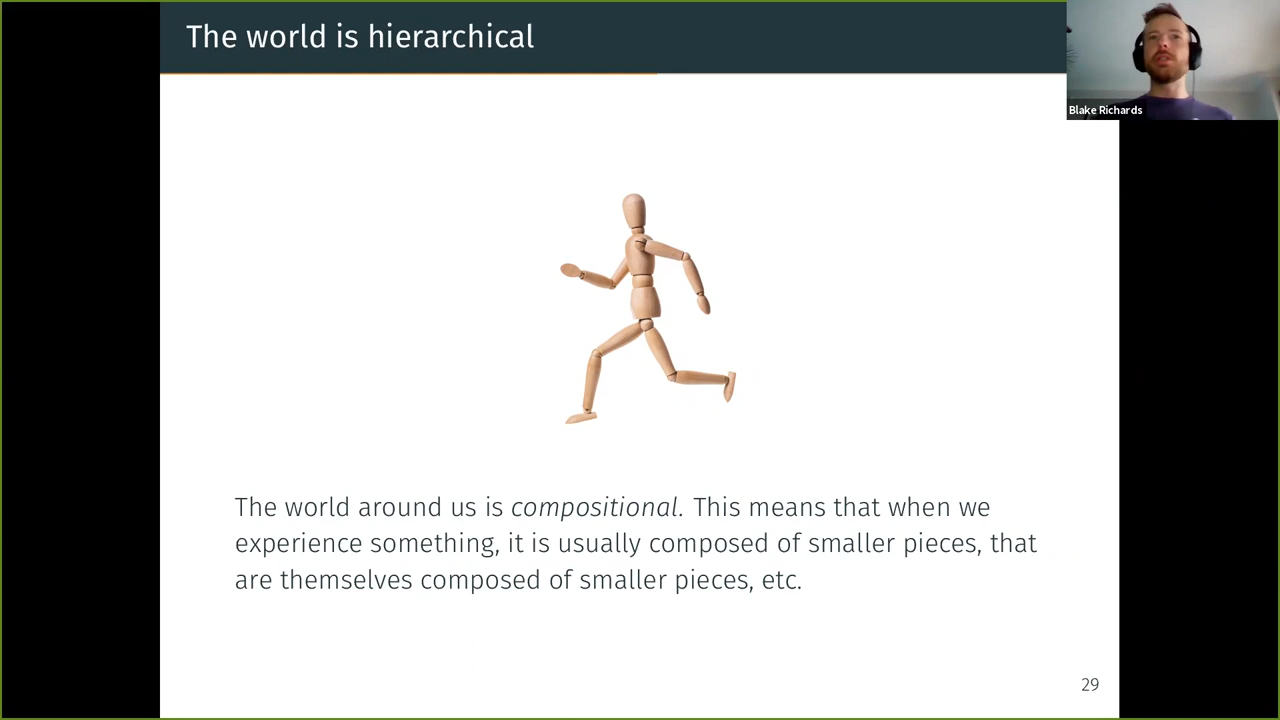 The world is hierarchical
Blake Richards
The world around us is compositional. This means that when we
experience something, it is usually composed of smaller pieces, that
are themselves composed of smaller pieces, etc.
29